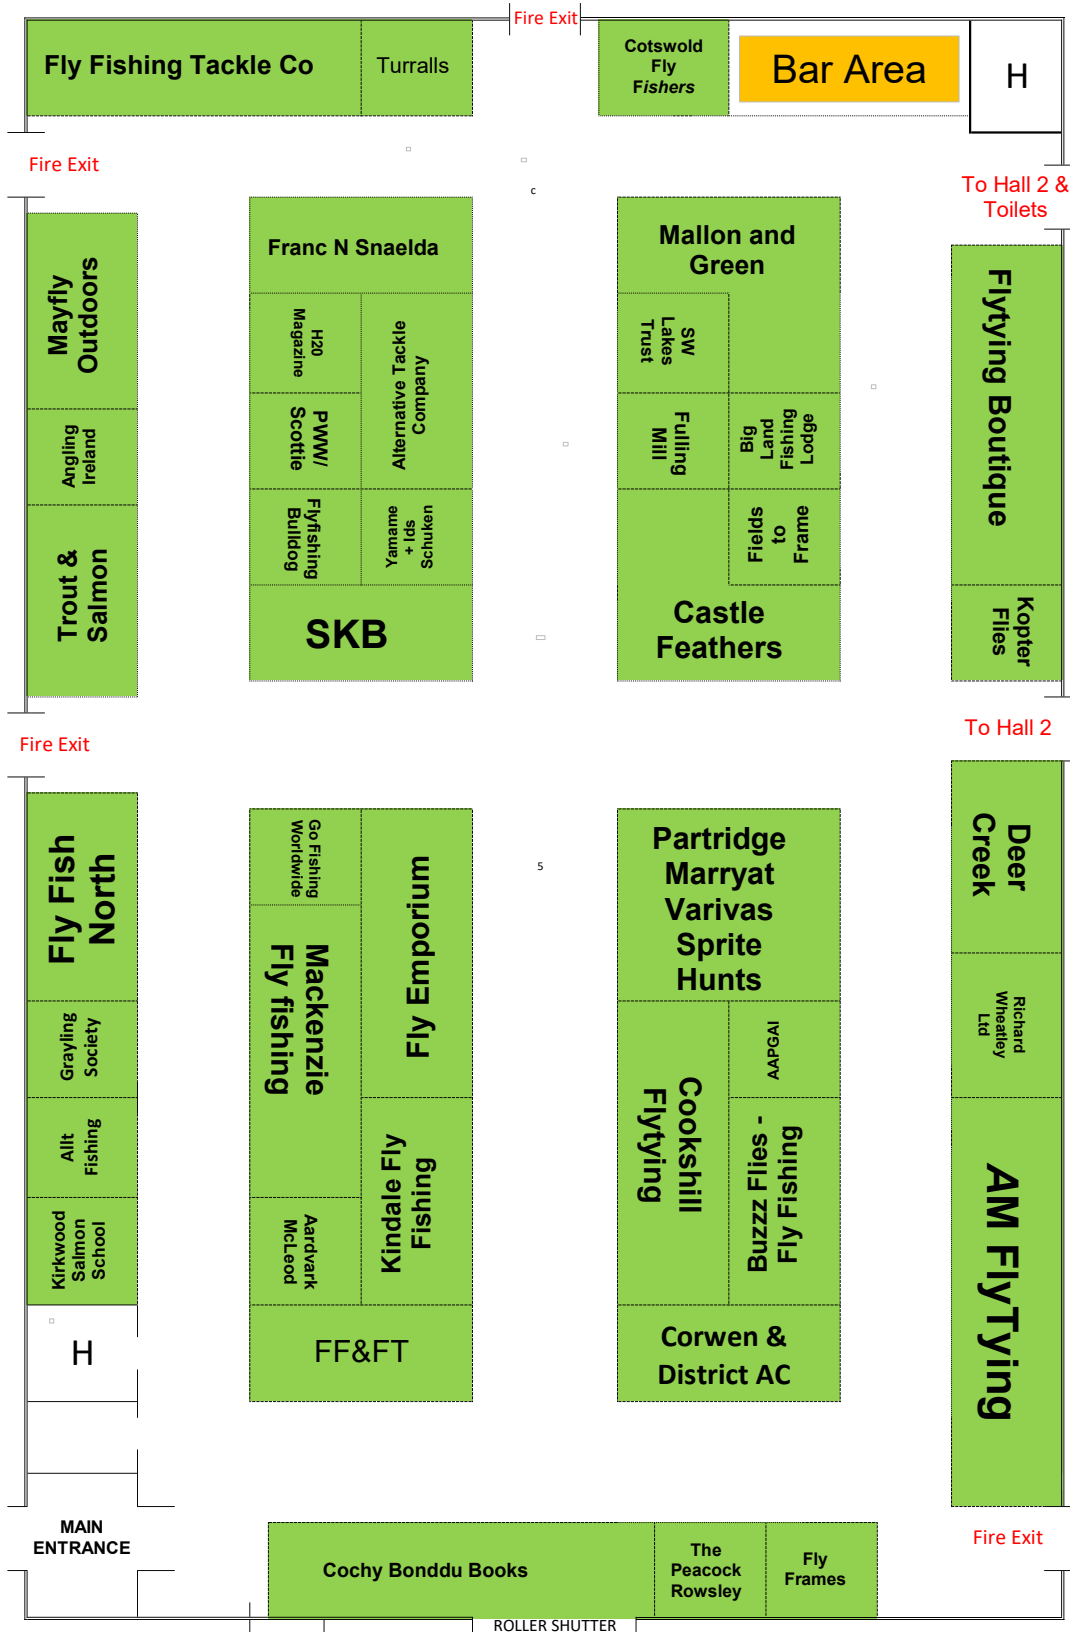 Fire Exit
Fly Fishing Tackle Co
Turralls
Cotswold
Fly
Fishers
Bar Area
H
Fire Exit
To Hall 2 &
Toilets
c
Mayfly
Outdoors
Angling
Ireland
Trout &
Salmon
Franc N Snaelda
H20
Magazine
Alternative Tackle
Company
PWW/
Scottie
Flyfishing
Bulldog
Yamame
+ Ids
Schuken
SKB
Mallon and
Green
SW
Lakes
Trust
Fulling
Mill
Big
Land
Fishing
Lodge
Fields
to
Frame
Castle
Feathers
Flytying Boutique
Kopter
Flies
Fire Exit
To Hall 2
Fly Fish
North
Grayling
Society
Allt
Fishing
Kirkwood
Salmon
School
H
Go Fishing
Worldwide
Fly Emporium
Mackenzie
Fly fishing
Kindale Fly
Fishing
Aardvark
McLeod
FF&FT
5
Partridge
Marryat
Varivas
Sprite
Hunts
Cookshill
Flytying
AAPGAI
Buzzz Flies -
Fly Fishing
Corwen &
District AC
Deer
Creek
Richard
Wheatley
Ltd
AM FlyTying
MAIN
ENTRANCE
Cochy Bonddu Books
The
Peacock
Rowsley
Fly
Frames
Fire Exit
ROLLER SHUTTER